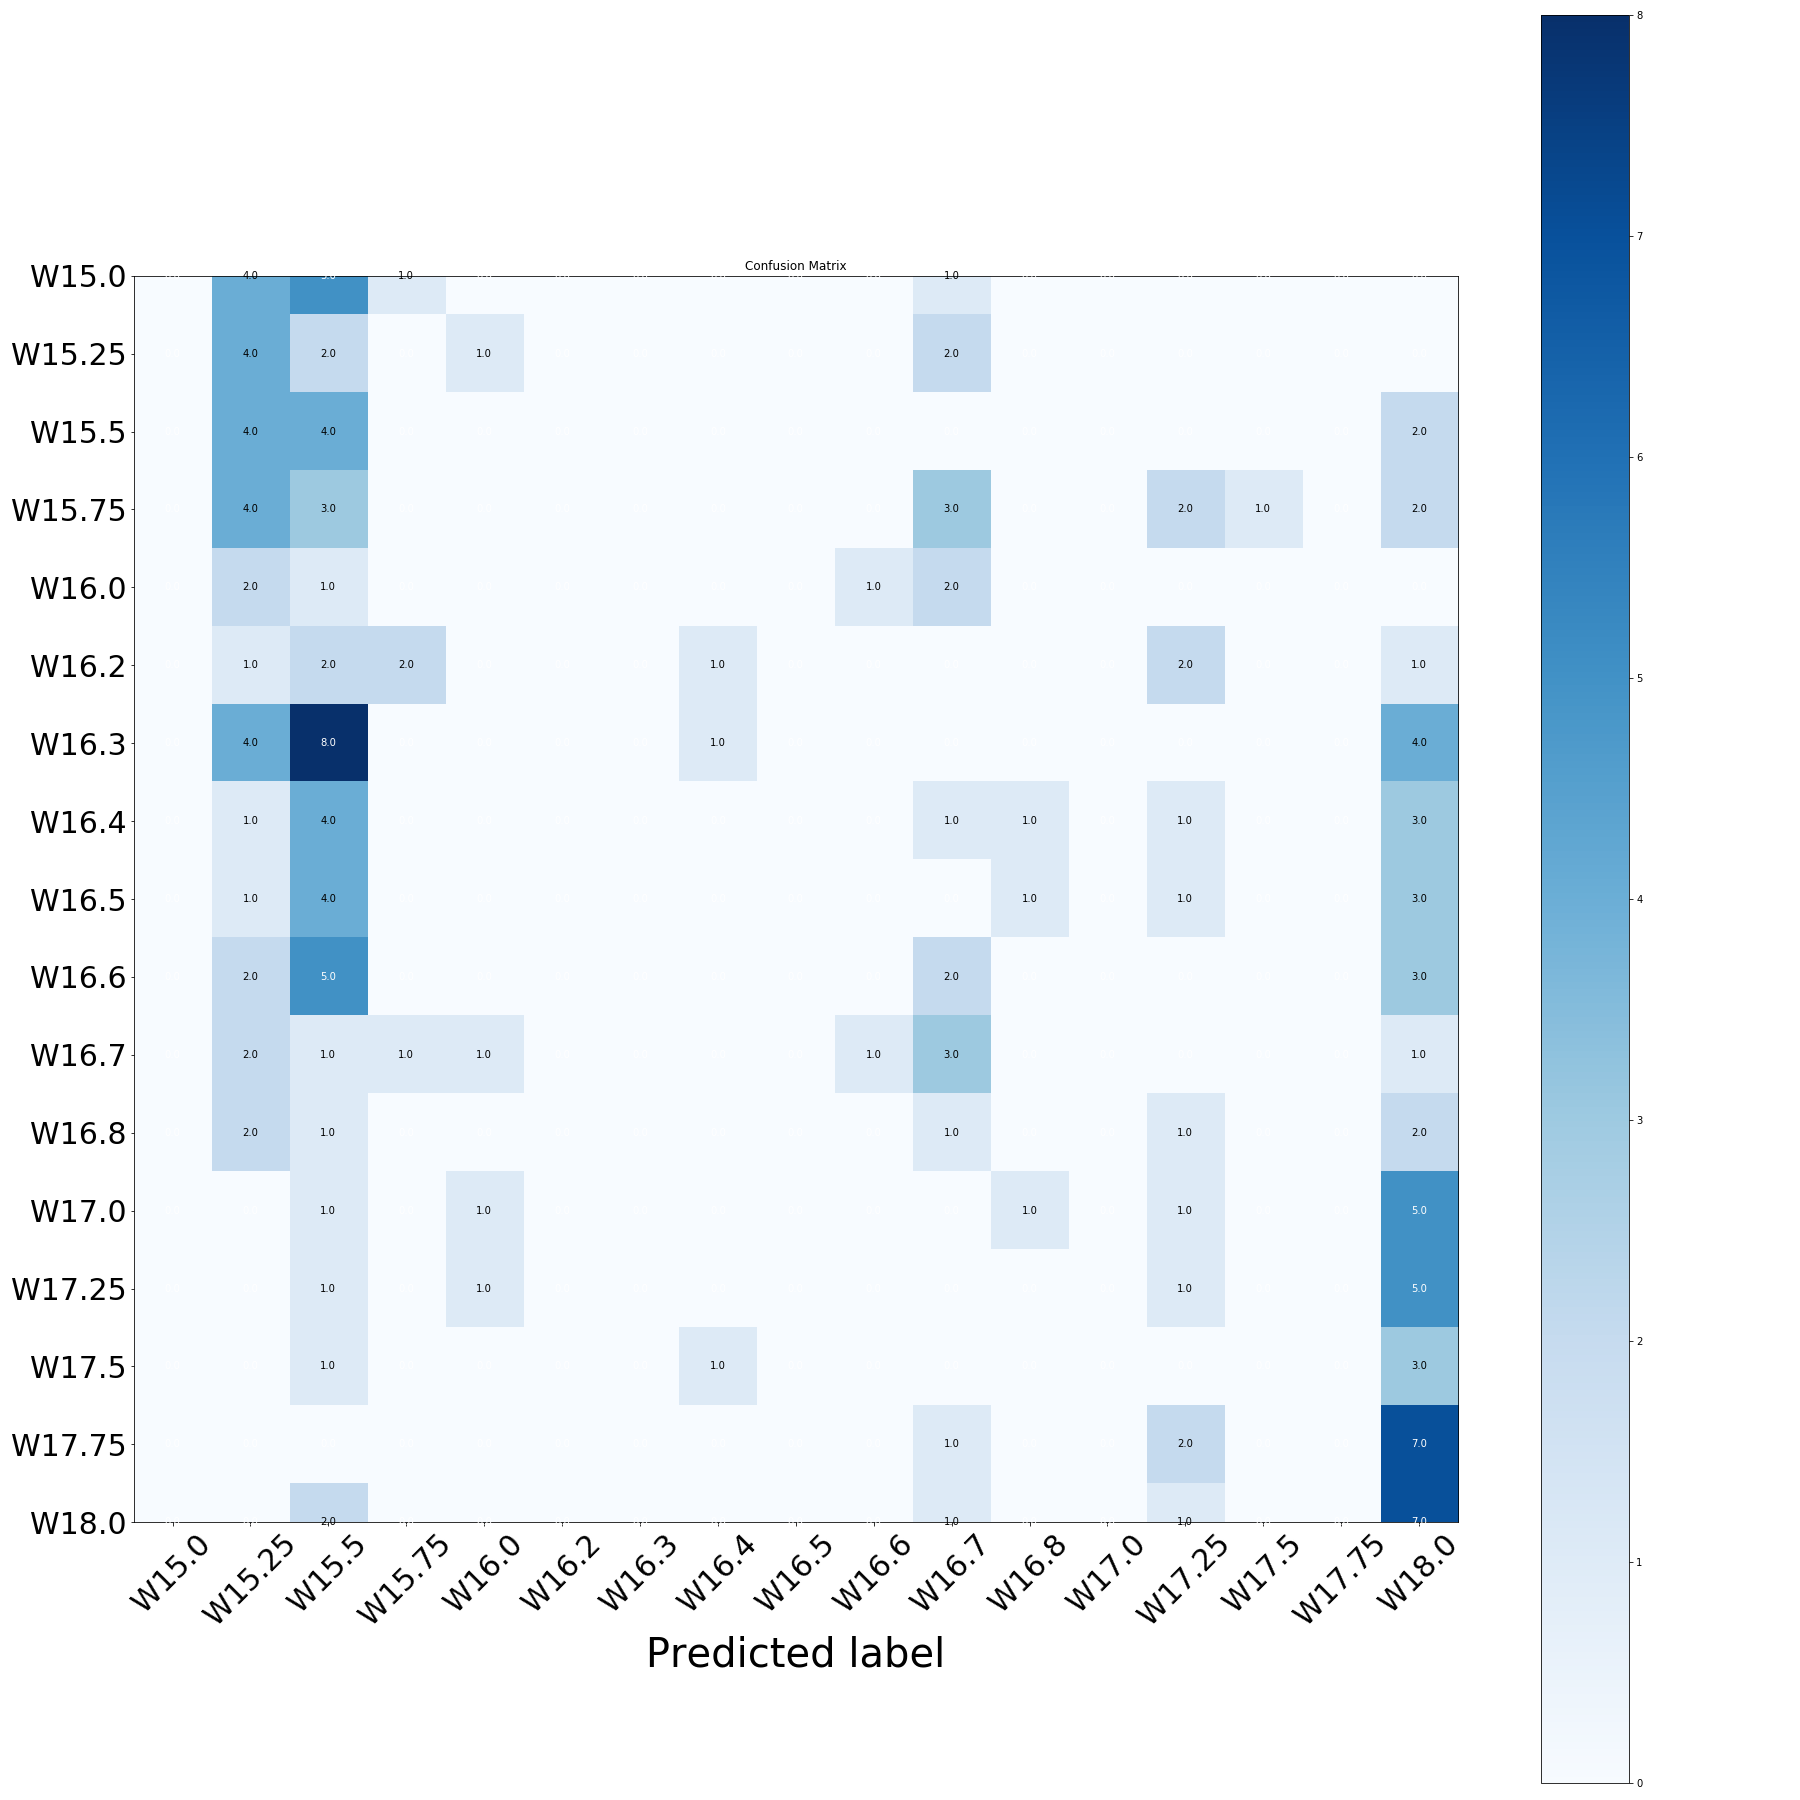 Confusion Matrix
8
7
6
5
4
3
2
1
0
W15.0 4.0 5.0 1.0 1.0
W15.25 4.0 2.0 1.0 2.0
W15.5 4.0 4.0 2.0
W15.75 4.0 3.0 3.0 2.0 1.0 2.0
W16.0 2.0 1.0 1.0 2.0
W16.2 1.0 2.0 2.0 1.0 2.0 1.0
W16.3 4.0 8.0 1.0 4.0
W16.4 1.0 4.0 1.0 1.0 1.0 3.0
W16.5 1.0 4.0 1.0 1.0 3.0
W16.6 2.0 5.0 2.0 3.0
W16.7 2.0 1.0 1.0 1.0 1.0 3.0 1.0
W16.8 2.0 1.0 1.0 1.0 2.0
W17.0 1.0 1.0 1.0 1.0 5.0
W17.25 1.0 1.0 1.0 5.0
W17.5 1.0 1.0 3.0
W17.75 1.0 2.0 7.0
W18.0 2.0 1.0 1.0 7.0
W15.0 W15.25 W15.5 W15.75 W16.0 W16.2 W16.3 W16.4 W16.5 W16.6 W16.7 W16.8 W17.0 W17.25 W17.5 W17.75 W18.0
Predicted label